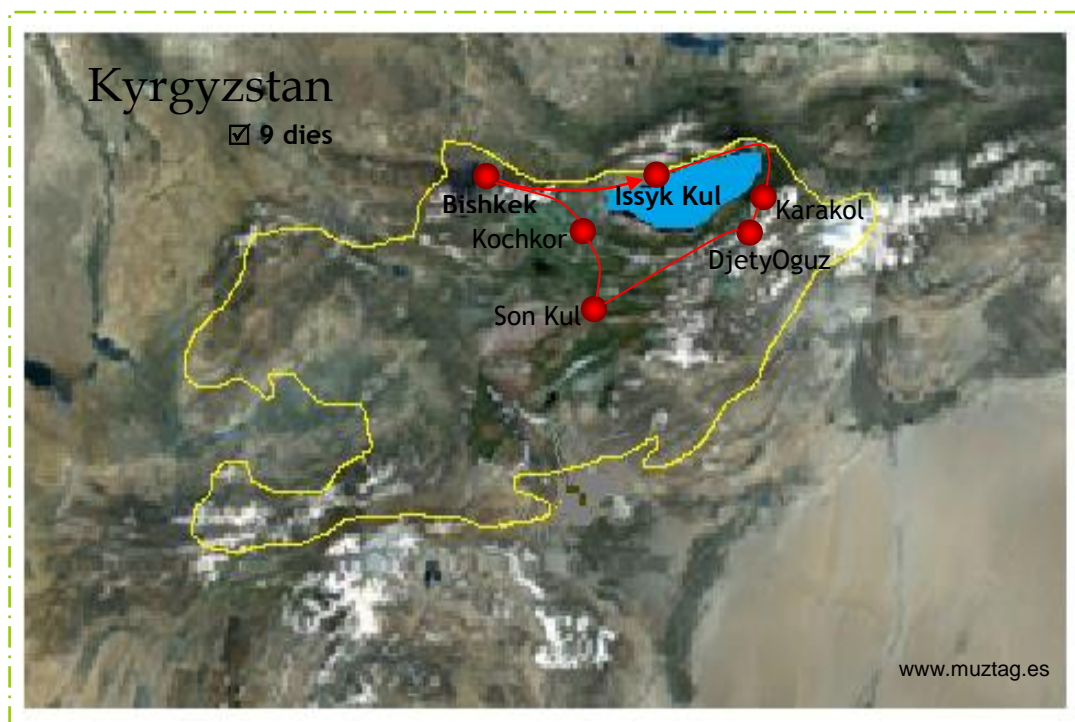 Kyrgyzstan
☑ 9 dies
Bishkek
Issyk Kul
Karakol
Kochkor
DjetyOguz
Son Kul
www.muztag.es